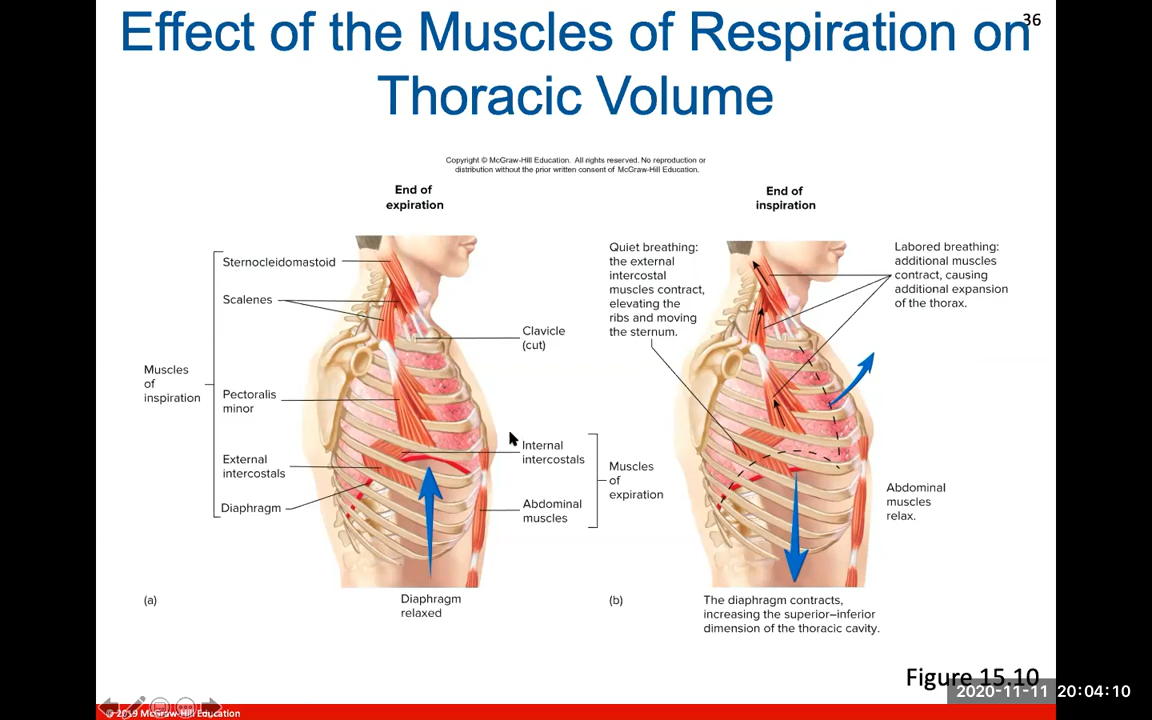 36
Effect of the Muscles of Respiration on
Thoracic Volume
Copyright © McGraw-Hill Education. All rights reserved. No reproduction or
distribution without the prior written consent of McGraw-Hill Education.
End of
expiration
Sternocleidomastoid
Scalenes
Muscles
of
inspiration
Pectoralis
minor
External
intercostals
Diaphragm
Clavicle
(cut)
Internal
intercostals
Abdominal
muscles
Muscles
of
expiration
(a)
Diaphragm
relaxed
End of
inspiration
Quiet breathing:
the external
intercostal
muscles contract,
elevating the
ribs and moving
the sternum.
Labored breathing:
additional muscles
contract, causing
additional expansion
of the thorax.
Abdominal
muscles
relax.
(b)
The diaphragm contracts,
increasing the superior–inferior
dimension of the thoracic cavity.
Figure 15.10
2020-11-11 20:04:10
© 2019 McGraw-Hill Education